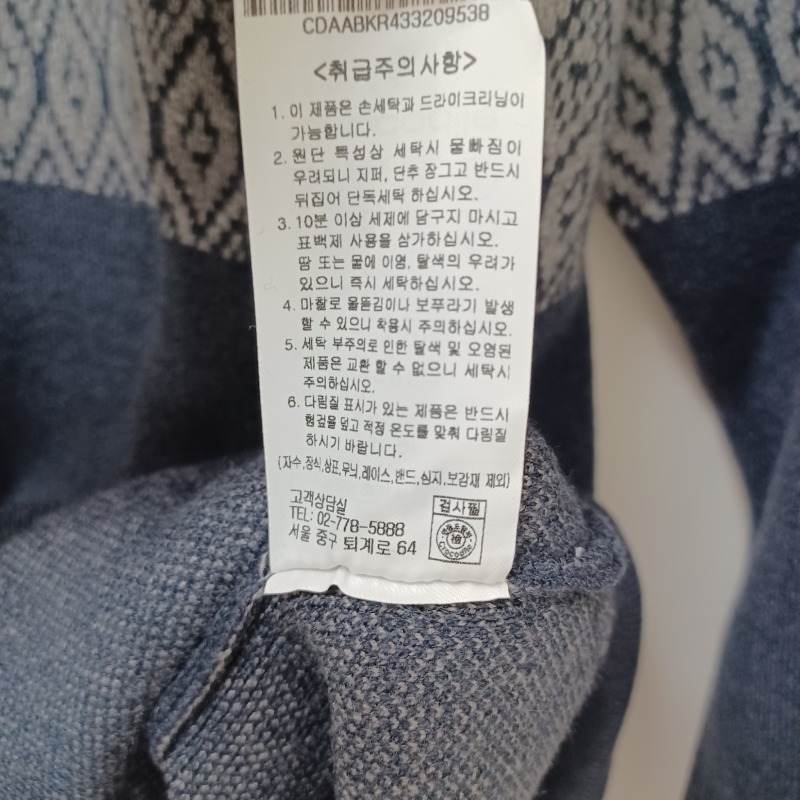 CDAABKR433209538
<취급주의사항>
1. 이 제품은 손세탁과 드라이크리닝이
가능합니다.
2. 원단 특성상 세탁시 물빠짐이
우려되니 지퍼, 단추 잠그고 반드시
뒤집어 단독세탁 하십시오.
3. 10분 이상 세제에 담구지 마시고
표백제 사용을 삼가하십시오.
땀 또는 물에 이염, 탈색의 우려가
있으니 즉시 세탁하십시오.
4. 마찰로 올뜯김이나 보푸라기 발생
할 수 있으니 착용시 주의하십시오.
5. 세탁 부주의로 인한 탈색 및 오염된
제품은 교환 할 수 없으니 세탁시
주의하십시오.
6. 다림질 표시가 있는 제품은 반드시
헝겊을 덮고 적정 온도를 맞춰 다림질
하시기 바랍니다.
(자수,장식,상표,무늬,레이스,밴드,심지,보강재 제외)
고객상담실
TEL: 02-778-5888
서울 중구 퇴계로 64
검사필
Crocodile